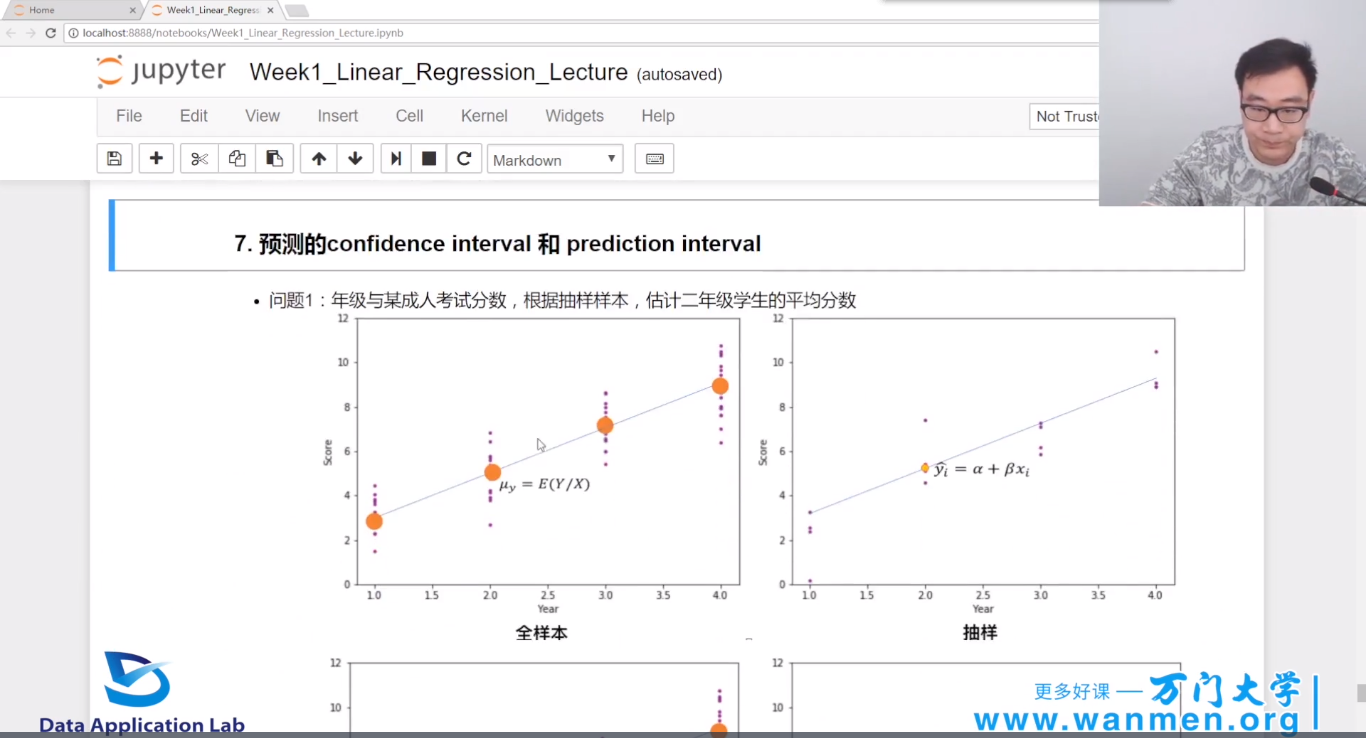 Home
Week1_Linear_Regress
localhost:8888/notebooks/Week1_Linear_Regression_Lecture.ipynb
jupyter Week1_Linear_Regression_Lecture (autosaved)
File Edit View Insert Cell Kernel Widgets Help
Not Trust
Markdown
7. 预测的confidence interval 和 prediction interval
• 问题1：年级与某成人考试分数，根据抽样样本，估计二年级学生的平均分数
12
10
8
6
4
2
0
Score
μy = E(Y/X)
1.0 1.5 2.0 2.5 3.0 3.5 4.0
Year
全样本
12
10
8
6
4
2
0
Score
ŷi = α + βxi
1.0 1.5 2.0 2.5 3.0 3.5 4.0
Year
抽样
12
10
12
10
Data Application Lab
更多好课 — 万门大学
www.wanmen.org